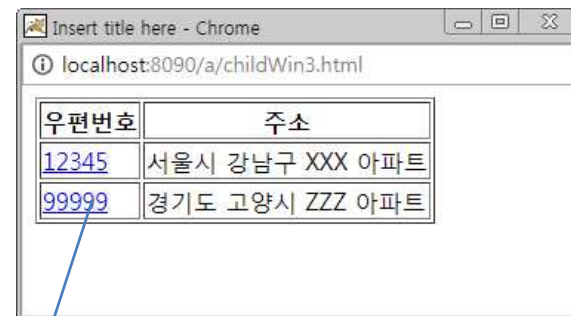 Insert title here - Chrome
localhost:8090/a/childWin3.html
우편번호 주소
12345 서울시 강남구 XXX 아파트
99999 경기도 고양시 ZZZ 아파트